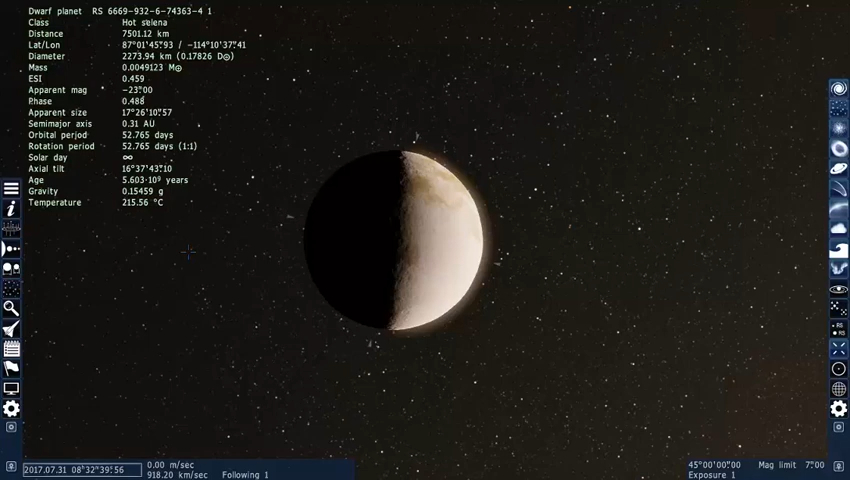 Dwarf planet RS 6669-932-6-74363-4 1
Class Hot selena
Distance 7501.12 km
Lat/Lon 87°01'45"93 / -114°10'37"41
Diameter 2273.94 km (0.17826 D⊕)
Mass 0.0049123 M⊕
ESI 0.459
Apparent mag -23.00
Phase 0.488
Apparent size 17°26'10"57
Semimajor axis 0.31 AU
Orbital period 52.765 days
Rotation period 52.765 days (1:1)
Solar day ∞
Axial tilt 16°37'43"10
Age 5.603·10⁹ years
Gravity 0.15459 g
Temperature 215.56 °C
RS
RS
2017.07.31 08:32:39.56
0.00 m/sec
918.20 km/sec Following 1
45°00'00"00 Mag limit 7.00
Exposure 1